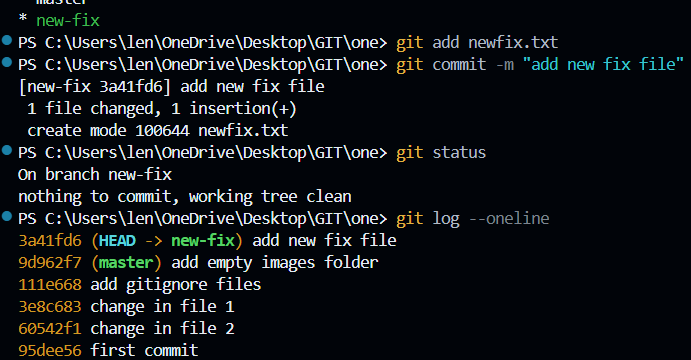 master
* new-fix
PS C:\Users\len\OneDrive\Desktop\GIT\one> git add newfix.txt
PS C:\Users\len\OneDrive\Desktop\GIT\one> git commit -m "add new fix file"
[new-fix 3a41fd6] add new fix file
 1 file changed, 1 insertion(+)
 create mode 100644 newfix.txt
PS C:\Users\len\OneDrive\Desktop\GIT\one> git status
On branch new-fix
nothing to commit, working tree clean
PS C:\Users\len\OneDrive\Desktop\GIT\one> git log --oneline
3a41fd6 (HEAD -> new-fix) add new fix file
9d962f7 (master) add empty images folder
111e668 add gitignore files
3e8c683 change in file 1
60542f1 change in file 2
95dee56 first commit